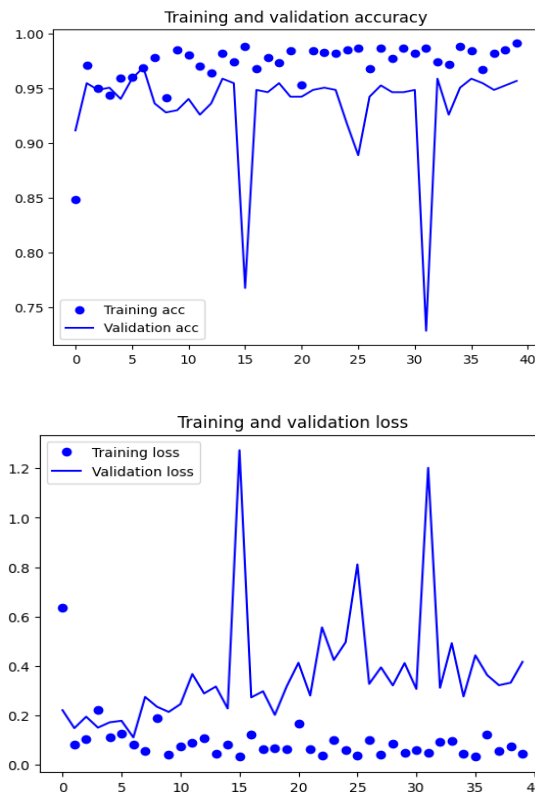 Training and validation accuracy
1.00
0.95
0.90
0.85
0.80
0.75
Training acc
Validation acc
0 5 10 15 20 25 30 35 40
Training and validation loss
Training loss
Validation loss
1.2
1.0
0.8
0.6
0.4
0.2
0.0
0 5 10 15 20 25 30 35